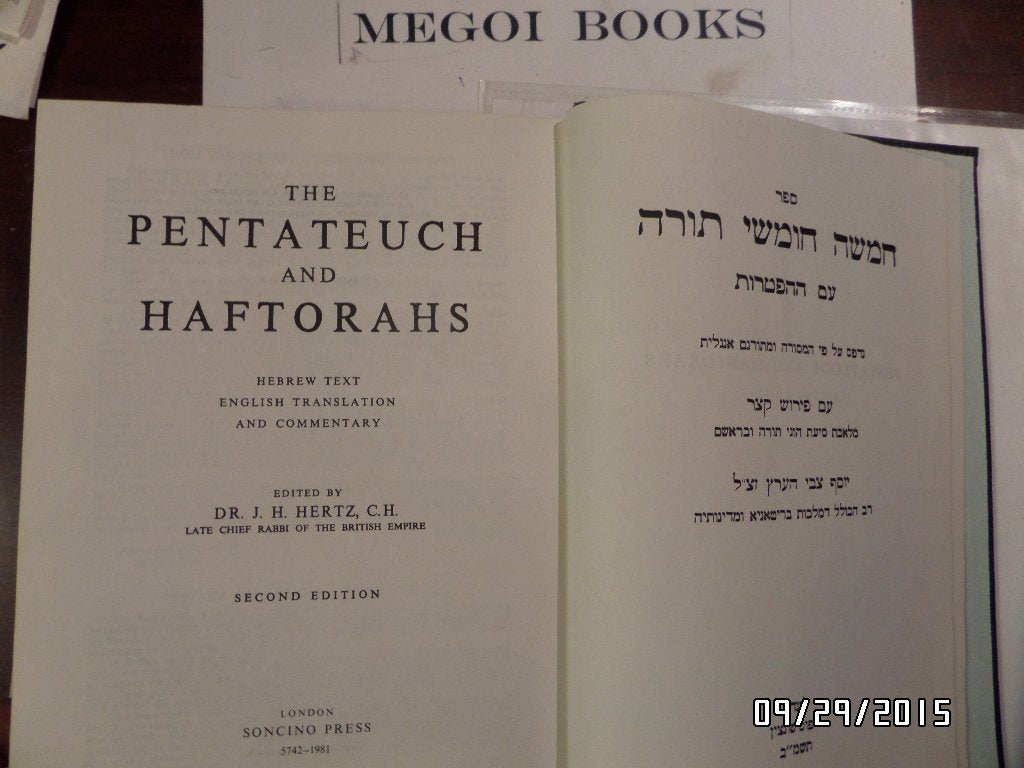 MEGOI BOOKS
THE
PENTATEUCH
AND
HAFTORAHS
HEBREW TEXT
ENGLISH TRANSLATION
AND COMMENTARY
EDITED BY
DR. J. H. HERTZ, C.H.
LATE CHIEF RABBI OF THE BRITISH EMPIRE
SECOND EDITION
LONDON
SONCINO PRESS
5742–1981
ספר
חמשה חומשי תורה
עם ההפטרות
נדפס על פי המסורה ומתורגם אנגלית
עם פירוש קצר
מלאכת סיעת הוגי תורה ובראשם
יוסף צבי הערץ זצ״ל
רב הכולל דמלכות בריטאניא ומדינותיה
תשמ״ב
09/29/2015